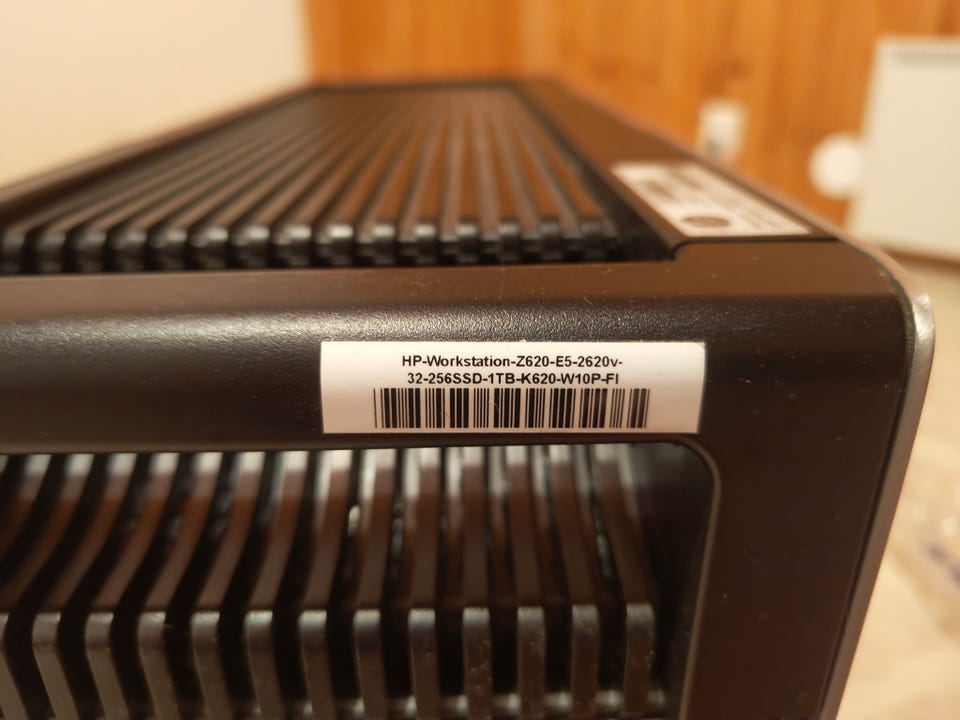 HP-Workstation-Z620-E5-2620v-
32-256SSD-1TB-K620-W10P-FI